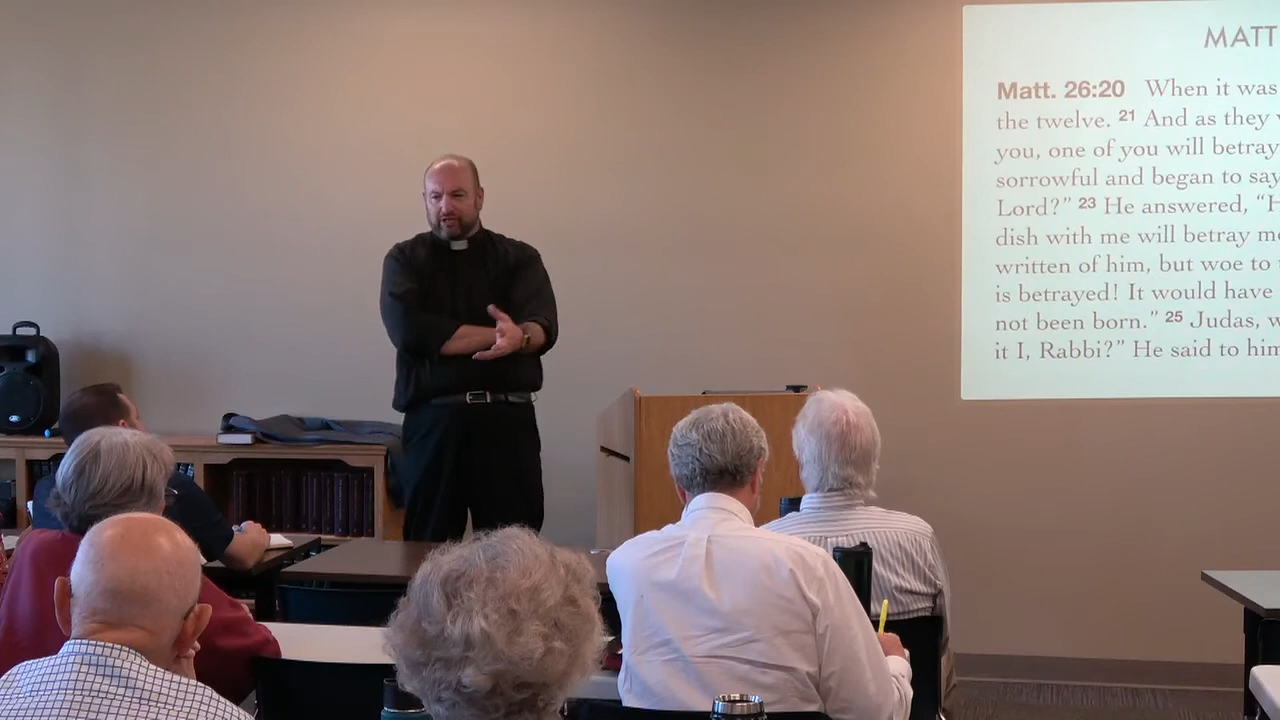 MATT
Matt. 26:20 When it was
the twelve. 21 And as they
you, one of you will betray
sorrowful and began to say
Lord?” 23 He answered, “H
dish with me will betray me
written of him, but woe to
is betrayed! It would have
not been born.” 25 Judas, w
it I, Rabbi?” He said to him